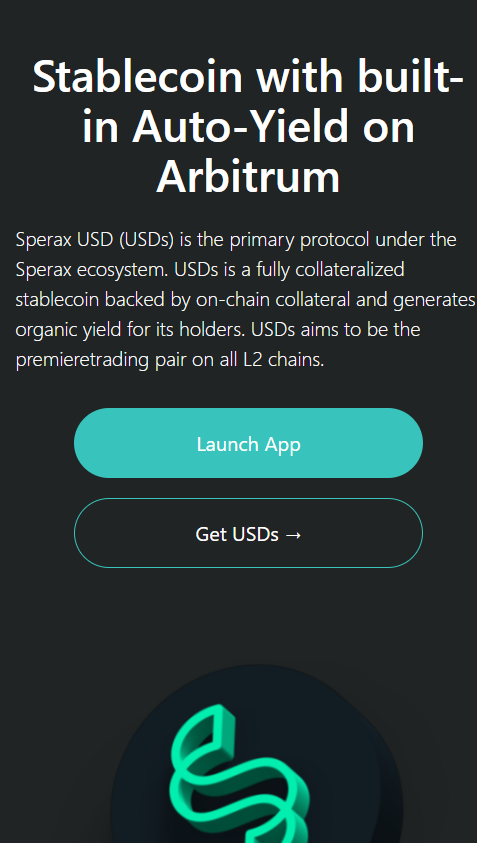 Stablecoin with built-
in Auto-Yield on
Arbitrum
Sperax USD (USDs) is the primary protocol under the
Sperax ecosystem. USDs is a fully collateralized
stablecoin backed by on-chain collateral and generates
organic yield for its holders. USDs aims to be the
premieretrading pair on all L2 chains.
Launch App
Get USDs →